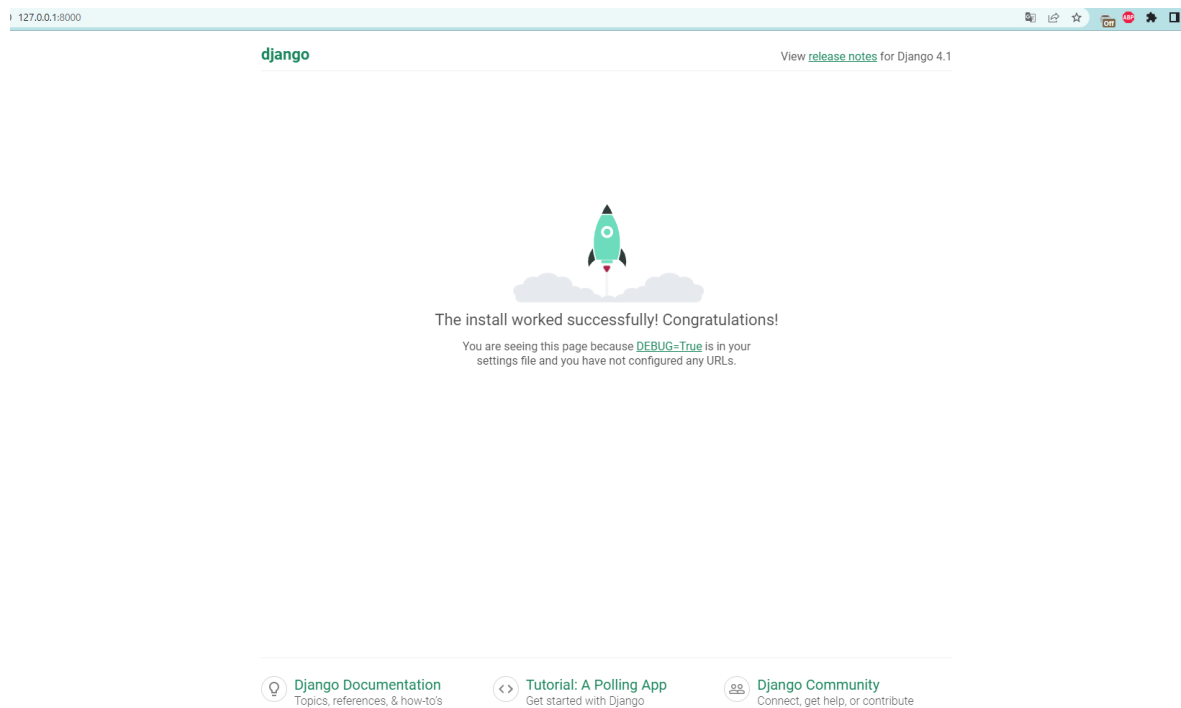 127.0.0.1:8000
Off
ABP
django
View release notes for Django 4.1
The install worked successfully! Congratulations!
You are seeing this page because DEBUG=True is in your
settings file and you have not configured any URLs.
Django Documentation
Topics, references, & how-to's
Tutorial: A Polling App
Get started with Django
Django Community
Connect, get help, or contribute